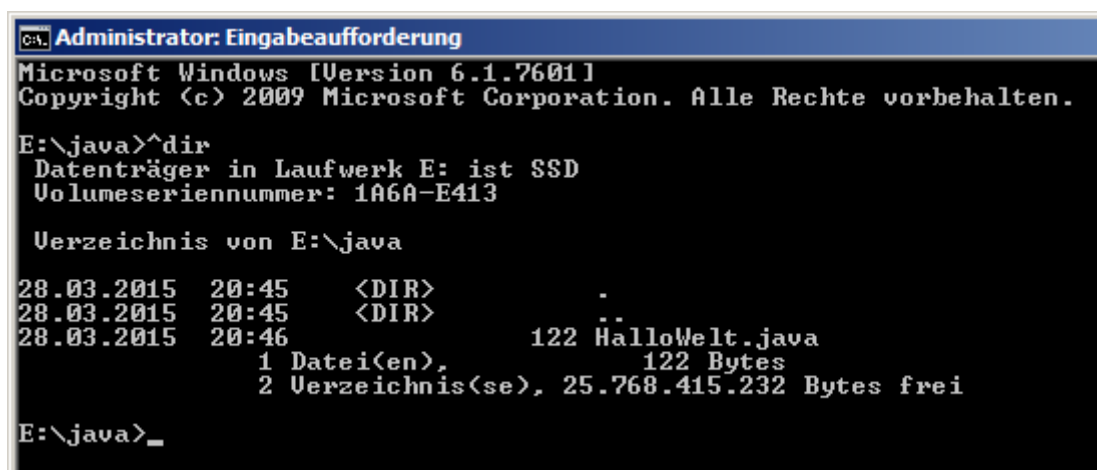 Administrator: Eingabeaufforderung
Microsoft Windows [Version 6.1.7601]
Copyright (c) 2009 Microsoft Corporation. Alle Rechte vorbehalten.
E:\java>^dir
Datenträger in Laufwerk E: ist SSD
Volumeseriennummer: 1A6A-E413
Verzeichnis von E:\java
28.03.2015  20:45    <DIR>          .
28.03.2015  20:45    <DIR>          ..
28.03.2015  20:46               122 HalloWelt.java
1 Datei(en),            122 Bytes
2 Verzeichnis(se), 25.768.415.232 Bytes frei
E:\java>_